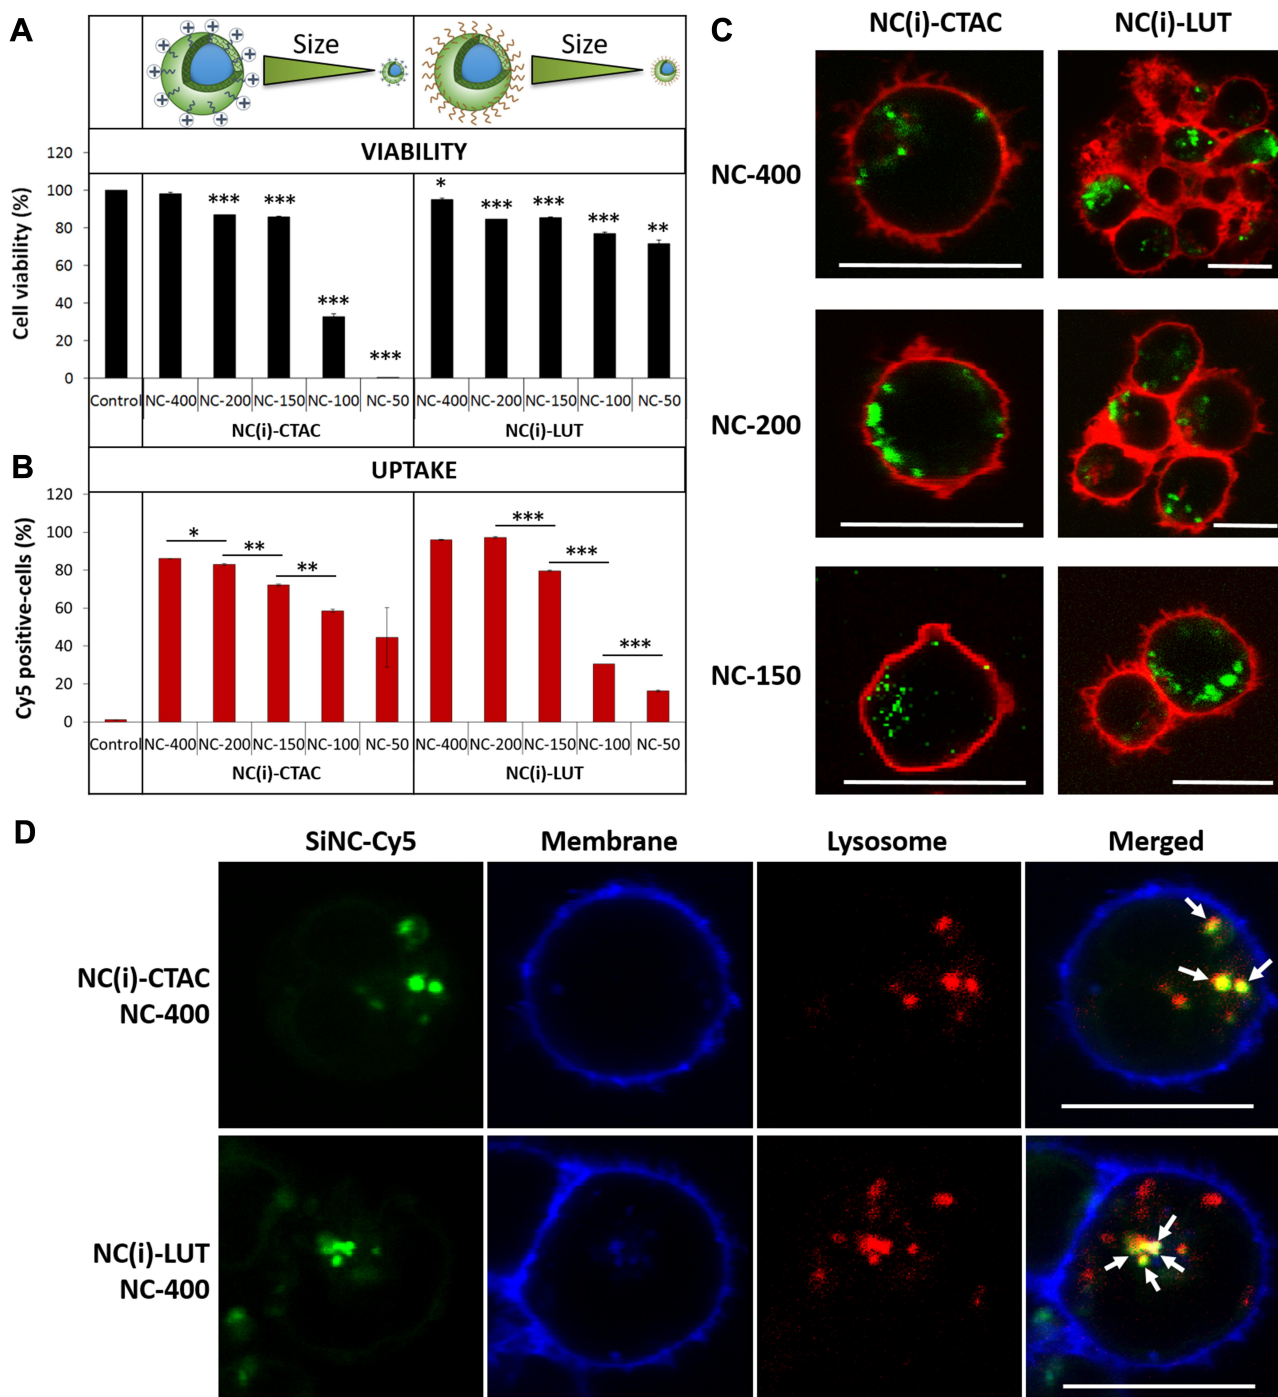 A
Size
Size
VIABILITY
Cell viability (%)
120
100
80
60
40
20
0
*
***
***
***
***
***
***
***
**
Control
NC-400
NC-200
NC-150
NC-100
NC-50
NC-400
NC-200
NC-150
NC-100
NC-50
NC(i)-CTAC
NC(i)-LUT
B
UPTAKE
Cy5 positive-cells (%)
120
100
80
60
40
20
0
*
**
**
***
***
***
Control
NC-400
NC-200
NC-150
NC-100
NC-50
NC-400
NC-200
NC-150
NC-100
NC-50
NC(i)-CTAC
NC(i)-LUT
C
NC(i)-CTAC
NC(i)-LUT
NC-400
NC-200
NC-150
D
SiNC-Cy5
Membrane
Lysosome
Merged
NC(i)-CTAC
NC-400
NC(i)-LUT
NC-400